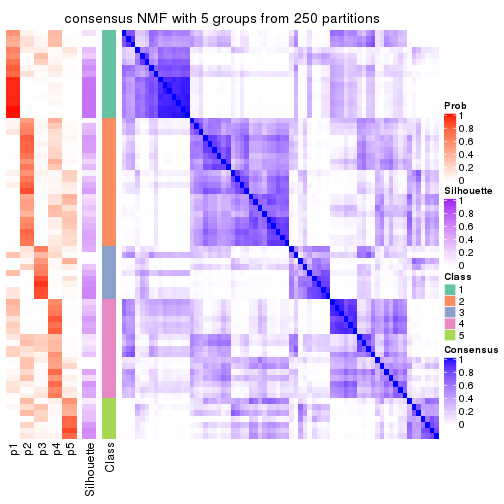 consensus NMF with 5 groups from 250 partitions
Prob
1
0.8
0.6
0.4
0.2
0
Silhouette
1
0.8
0.6
0.4
0.2
0
Class
1
2
3
4
5
Consensus
1
0.8
0.6
0.4
0.2
0
p1
p2
p3
p4
p5
Silhouette
Class